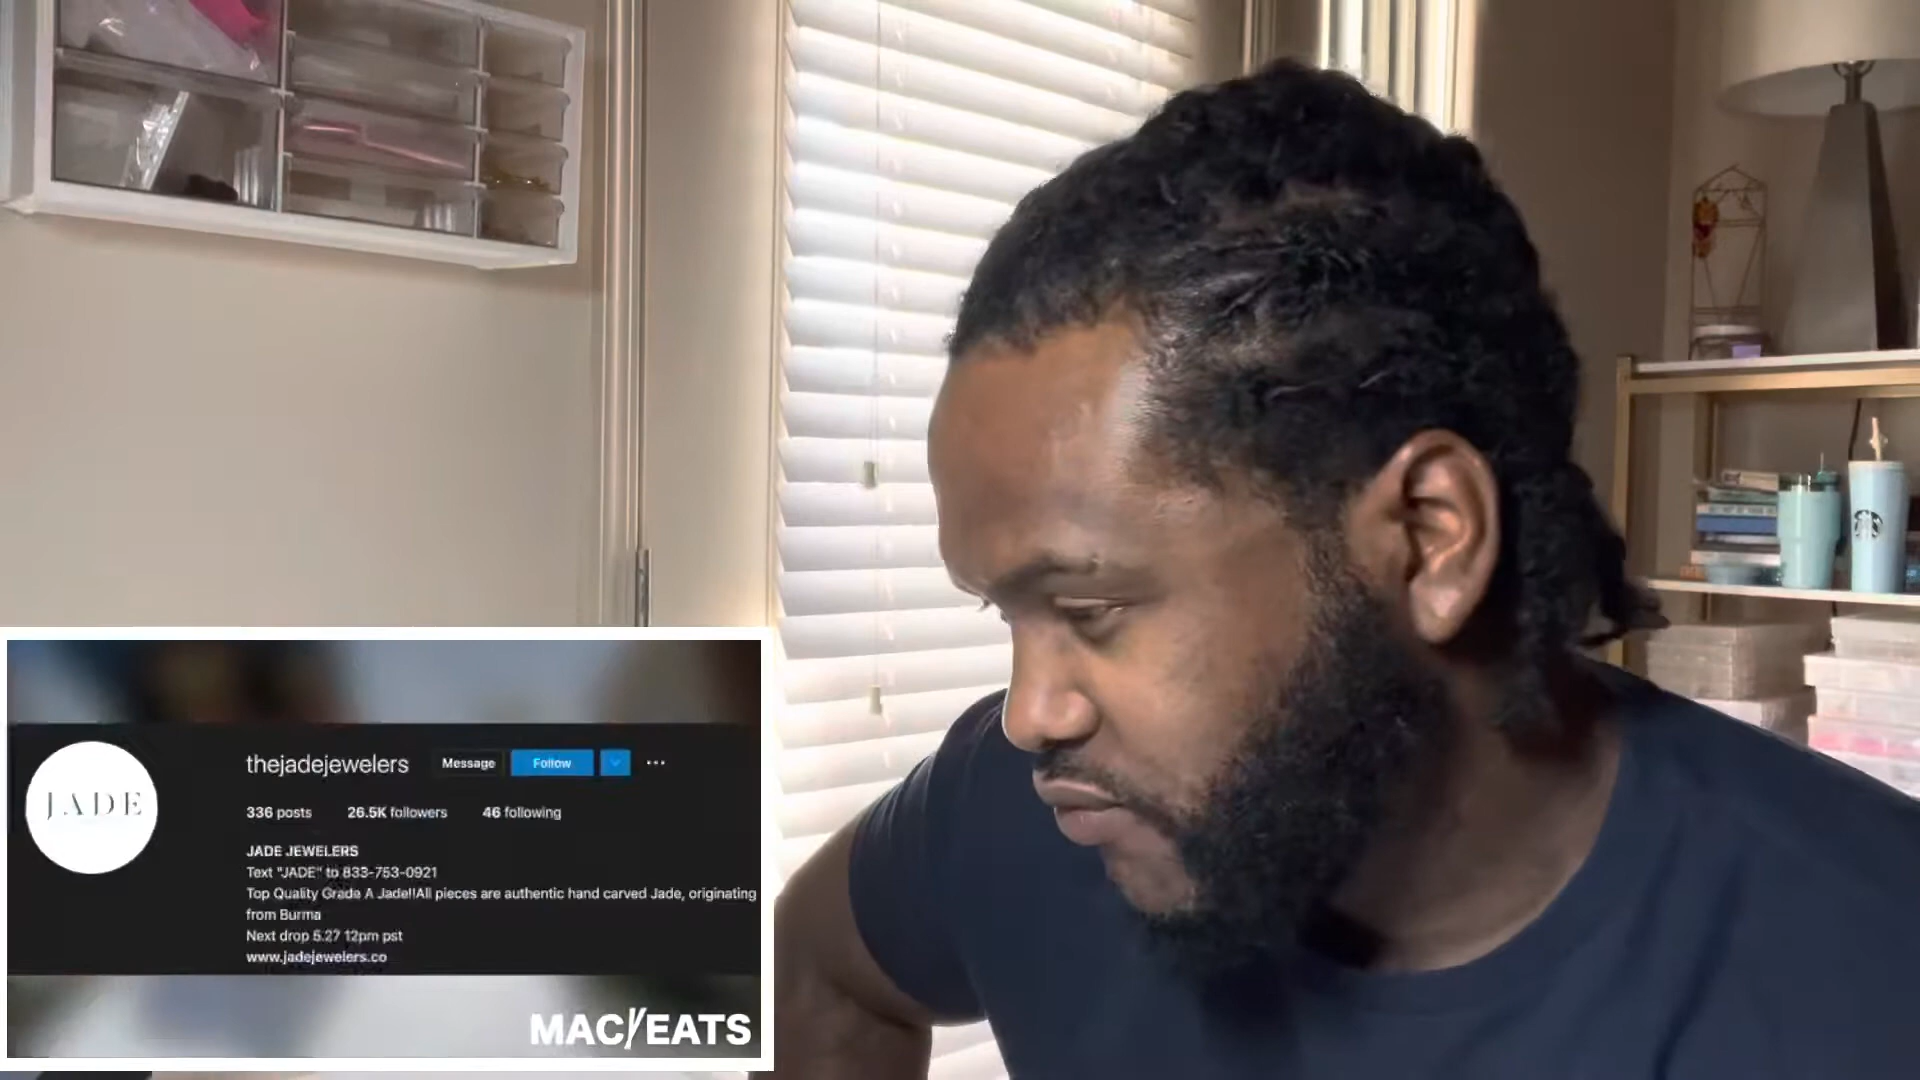 JADE
thejadejewelers Message Follow
336 posts 26.5K followers 46 following
JADE JEWELERS
Text "JADE" to 833-753-0921
Top Quality Grade A Jade!!All pieces are authentic hand carved Jade, originating
from Burma
Next drop 5.27 12pm pst
www.jadejewelers.co
MAC/EATS